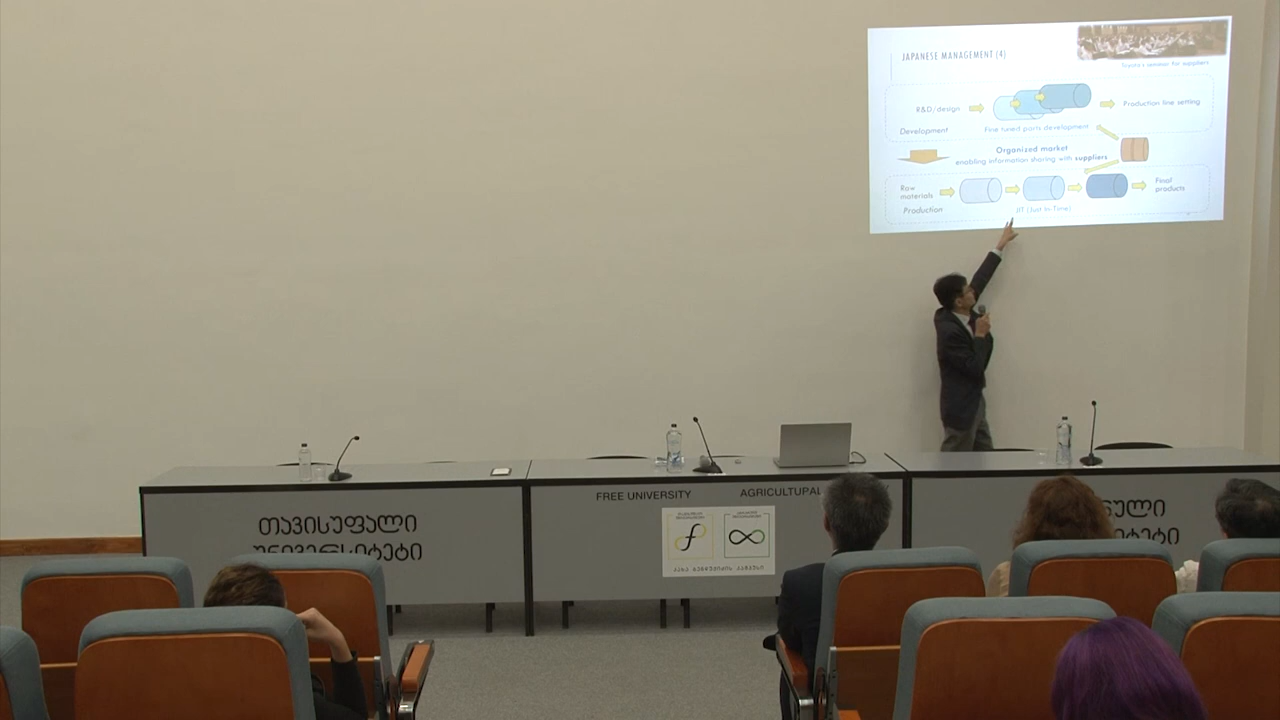 JAPANESE MANAGEMENT (4)
Toyota's seminar for suppliers
R&D/design
Production line setting
Development
Fine tuned parts development
Organized market
enabling information sharing with suppliers
Raw materials
Final products
Production
JIT (Just In Time)
FREE UNIVERSITY
თავისუფალი
უნივერსიტეტი